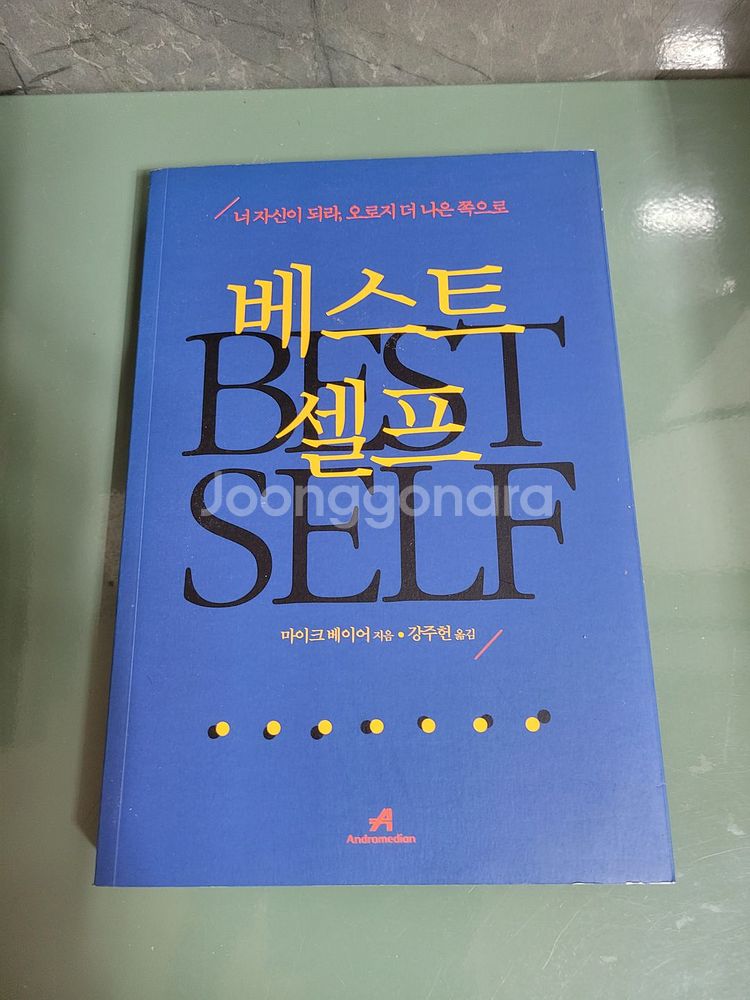 너 자신이 되라, 오로지 더 나은 쪽으로
베스트
BEST
셀프
SELF
Joonggonara
마이크 베이어 지음 • 강주헌 옮김
Andromedian